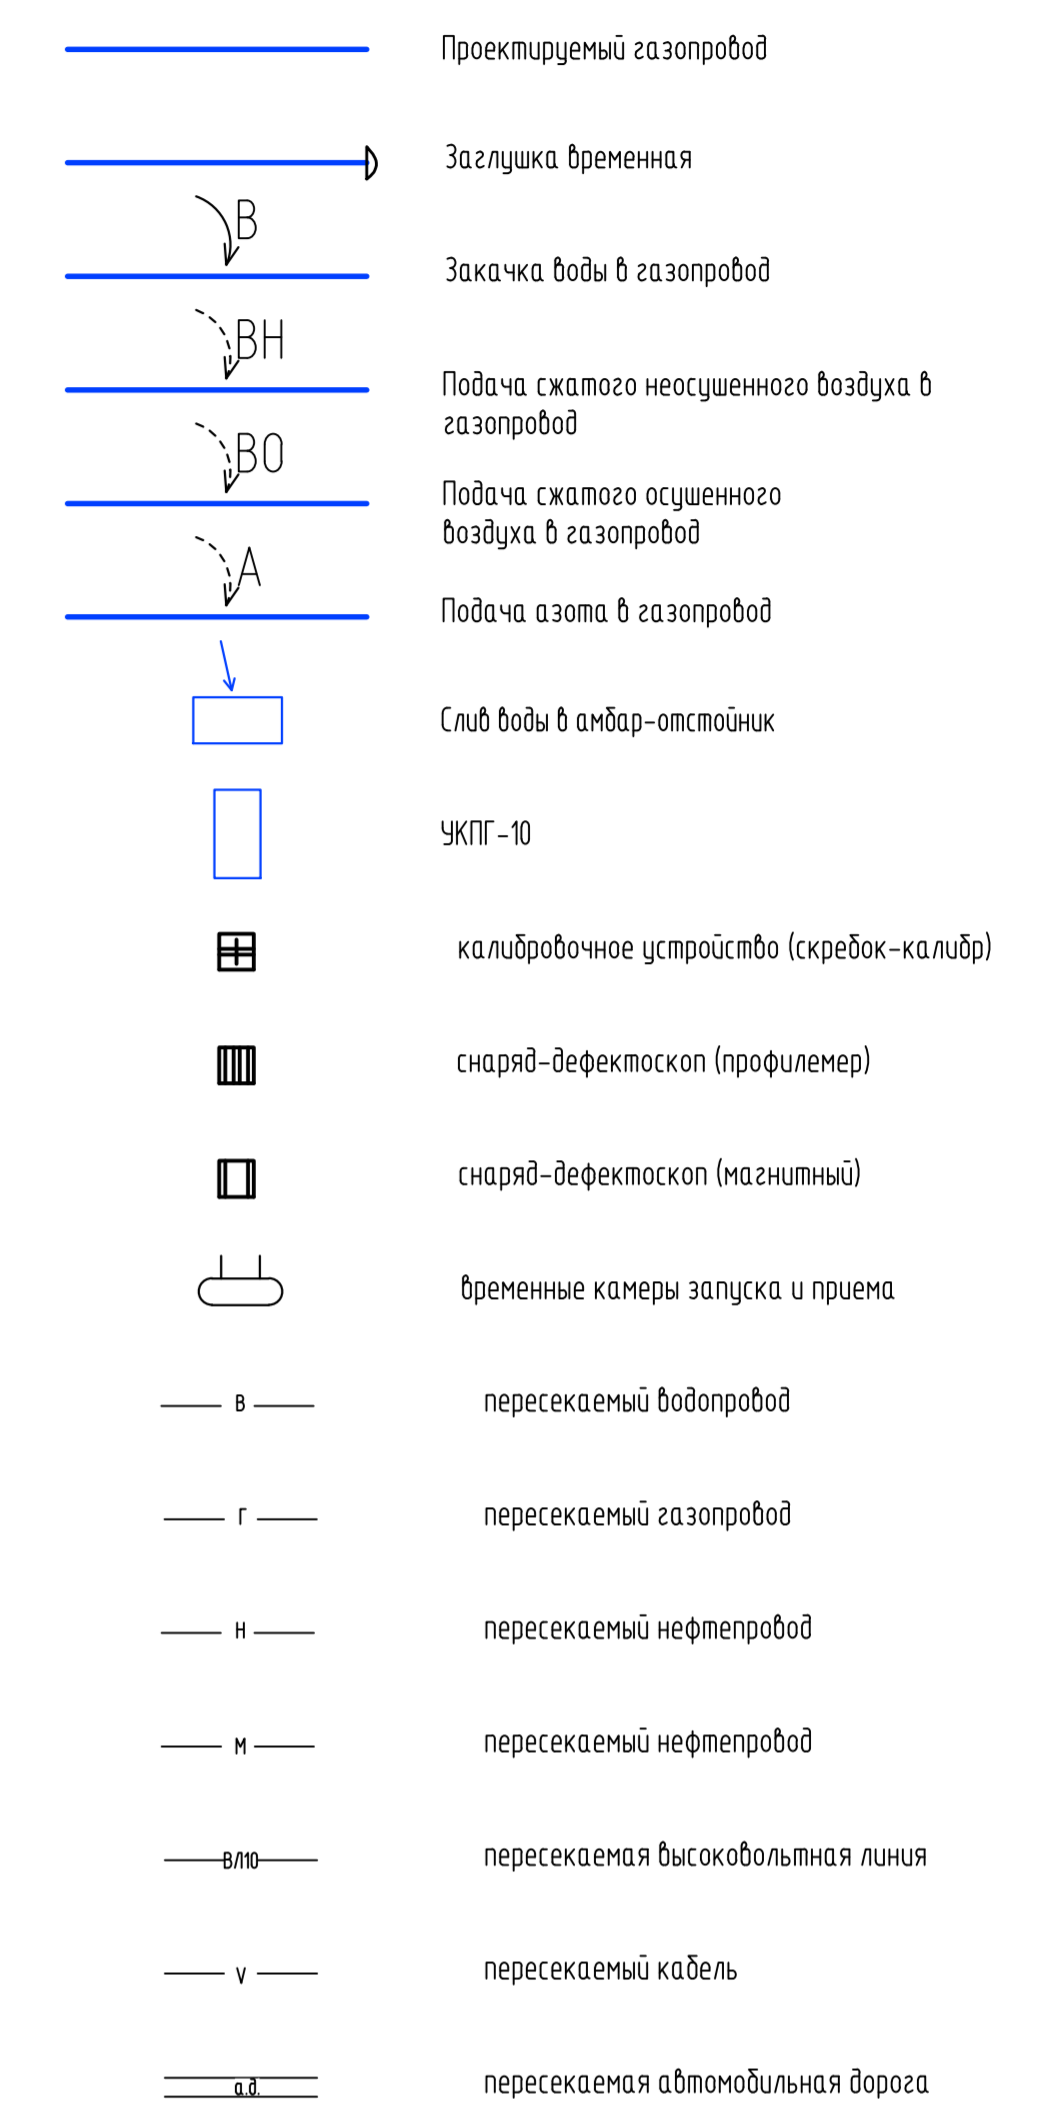 Проектируемый газопровод
Заглушка временная
В
Закачка воды в газопровод
ВН
Подача сжатого неосушенного воздуха в
газопровод
ВО
Подача сжатого осушенного
воздуха в газопровод
А
Подача азота в газопровод
Слив воды в амбар-отстойник
УКПГ-10
калибровочное устройство (скребок-калибр)
снаряд-дефектоскоп (профилемер)
снаряд-дефектоскоп (магнитный)
временные камеры запуска и приема
В пересекаемый водопровод
Г пересекаемый газопровод
Н пересекаемый нефтепровод
М пересекаемый нефтепровод
ВЛ10 пересекаемая высоковольтная линия
V пересекаемый кабель
а.д. пересекаемая автомобильная дорога